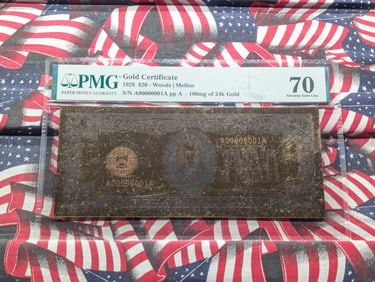 PMG
PAPER MONEY GUARANTY
Gold Certificate
1928 $20 - Woods | Mellon
S/N A00000001A pp A - 100mg of 24k Gold
70
A00000001A
A00000001A